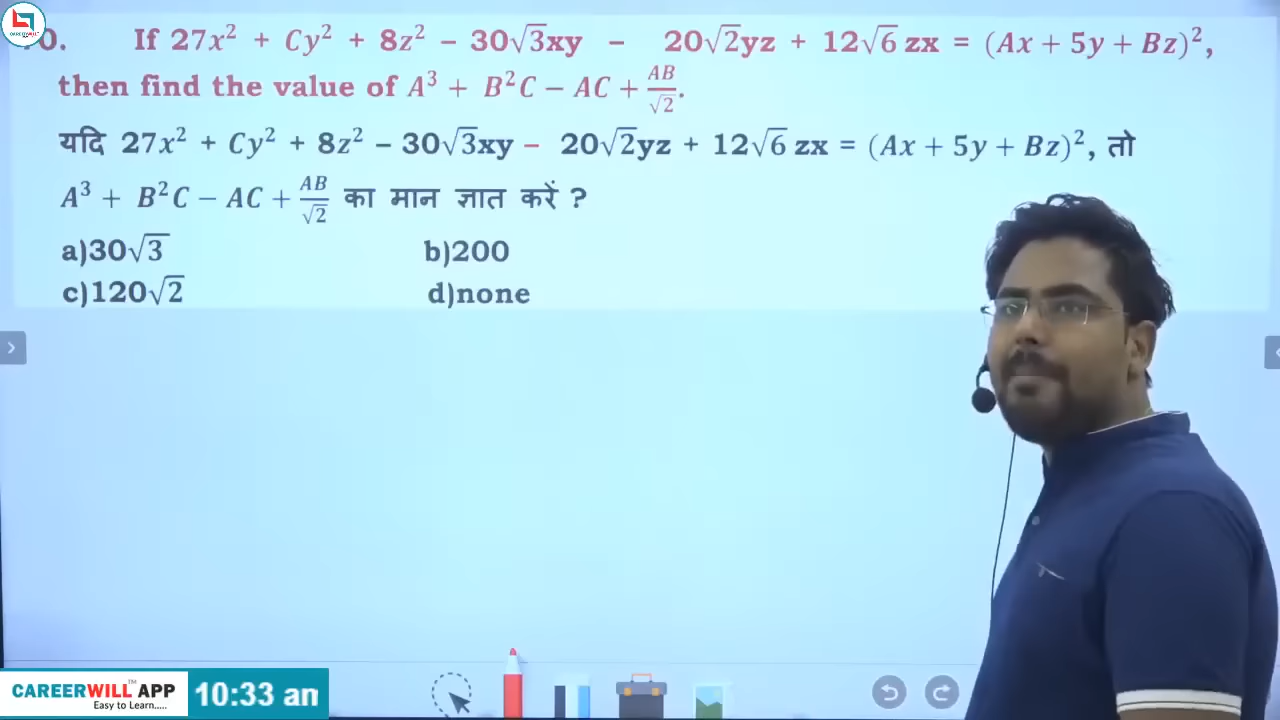 0. If 27x² + Cy² + 8z² − 30√3xy − 20√2yz + 12√6 zx = (Ax + 5y + Bz)²,
then find the value of A³ + B²C − AC + AB/√2.
यदि 27x² + Cy² + 8z² − 30√3xy − 20√2yz + 12√6 zx = (Ax + 5y + Bz)², तो
A³ + B²C − AC + AB/√2 का मान ज्ञात करें ?
a)30√3 b)200
c)120√2 d)none
CAREERWILL™ APP
Easy to Learn.....
10:33 am